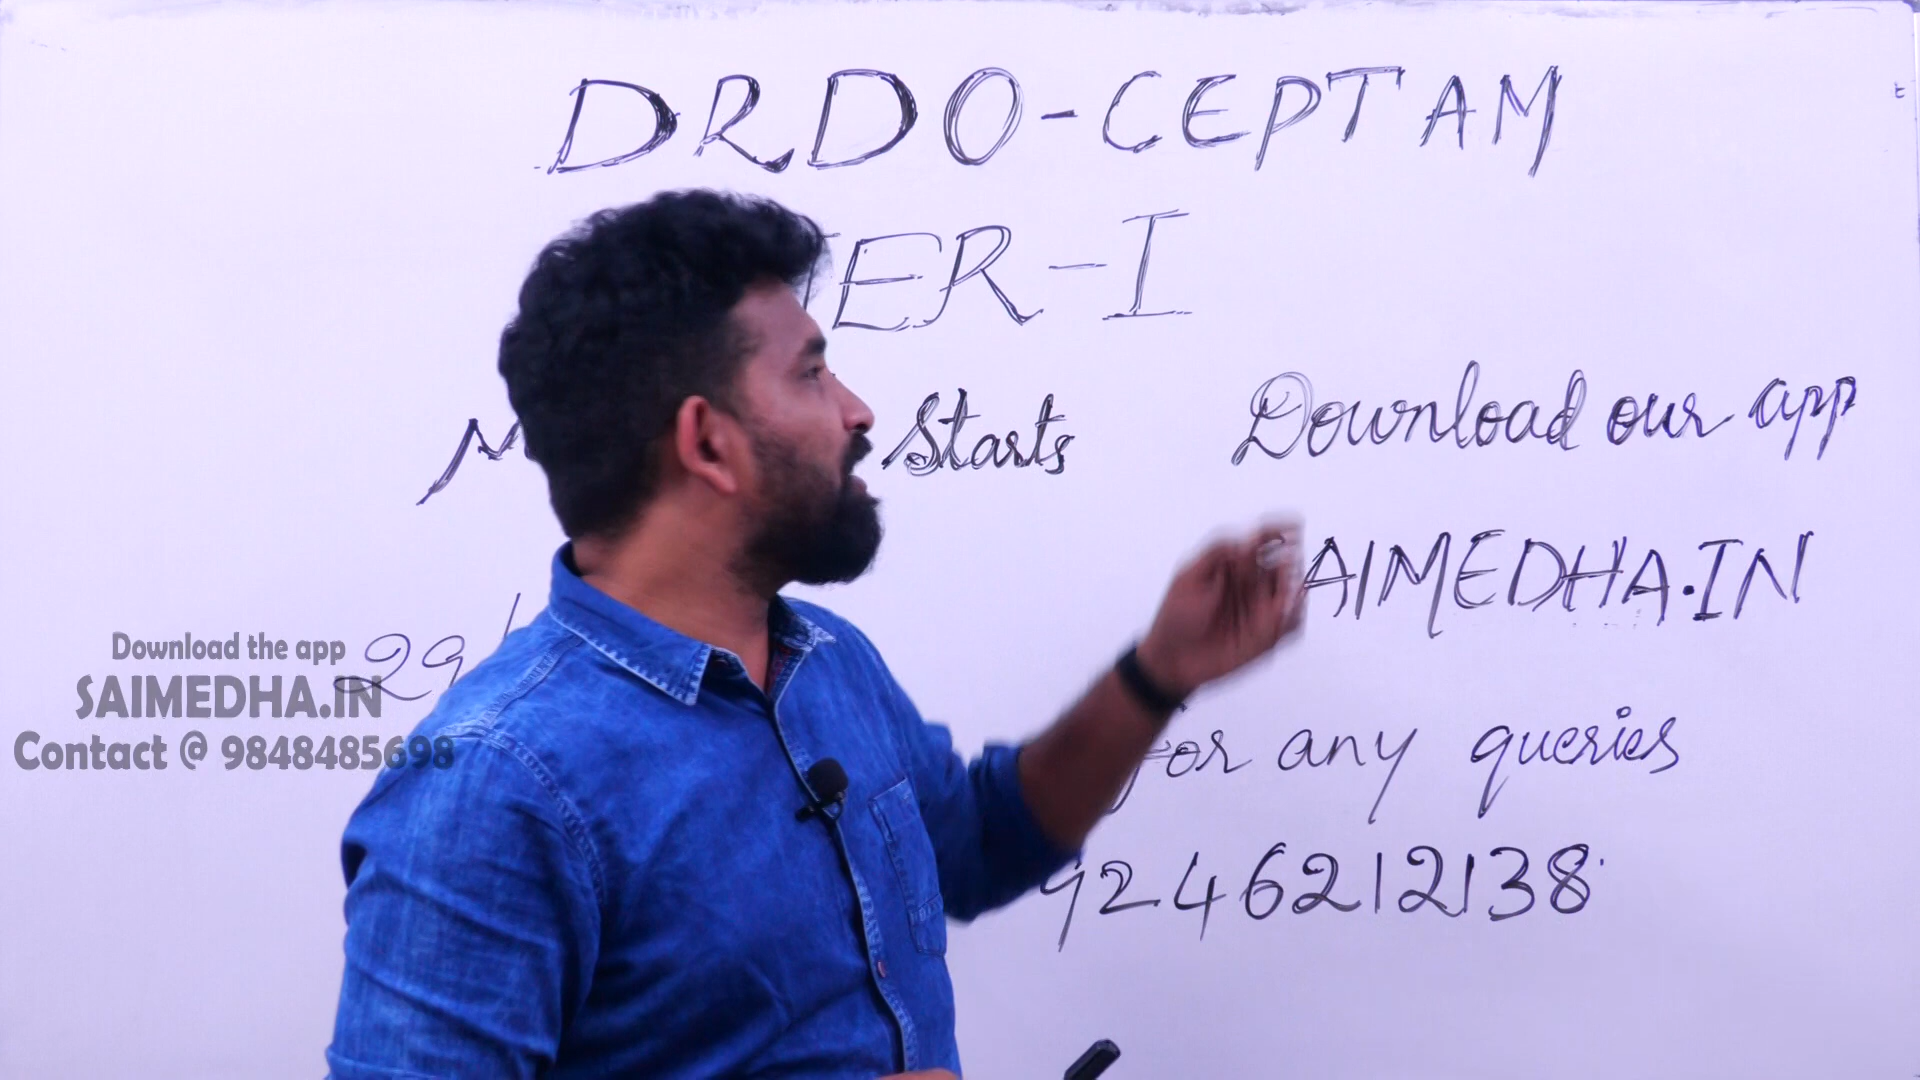 DRDO-CEPTAM
ER-I
Starts
Download our app
AIMEDHA.IN
29/
for any queries
9246212138
Download the app
SAIMEDHA.IN
Contact @ 9848485698